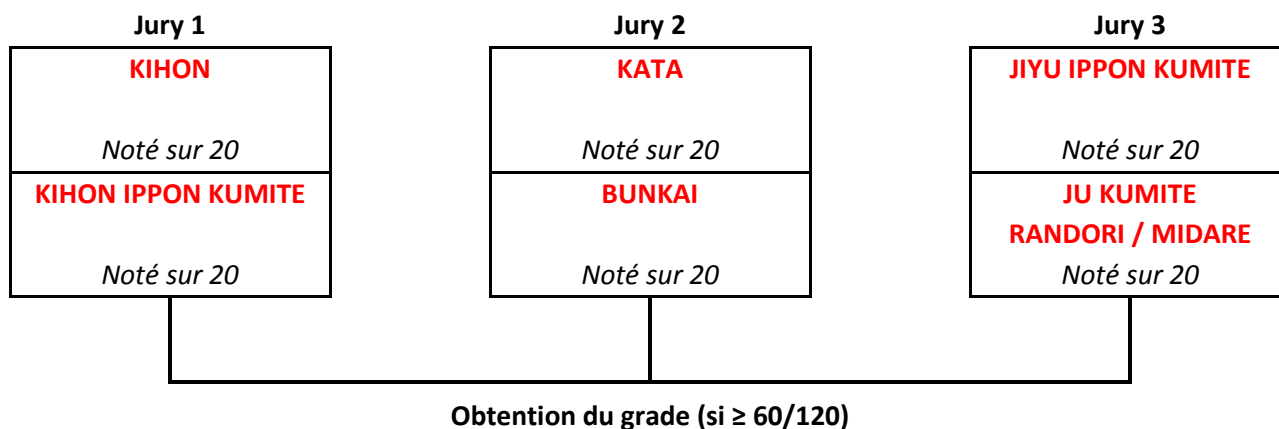 Jury 1
KIHON
Noté sur 20
KIHON IPPON KUMITE
Noté sur 20
Jury 2
KATA
Noté sur 20
BUNKAI
Noté sur 20
Jury 3
JIYU IPPON KUMITE
Noté sur 20
JU KUMITE
RANDORI / MIDARE
Noté sur 20
Obtention du grade (si ≥ 60/120)